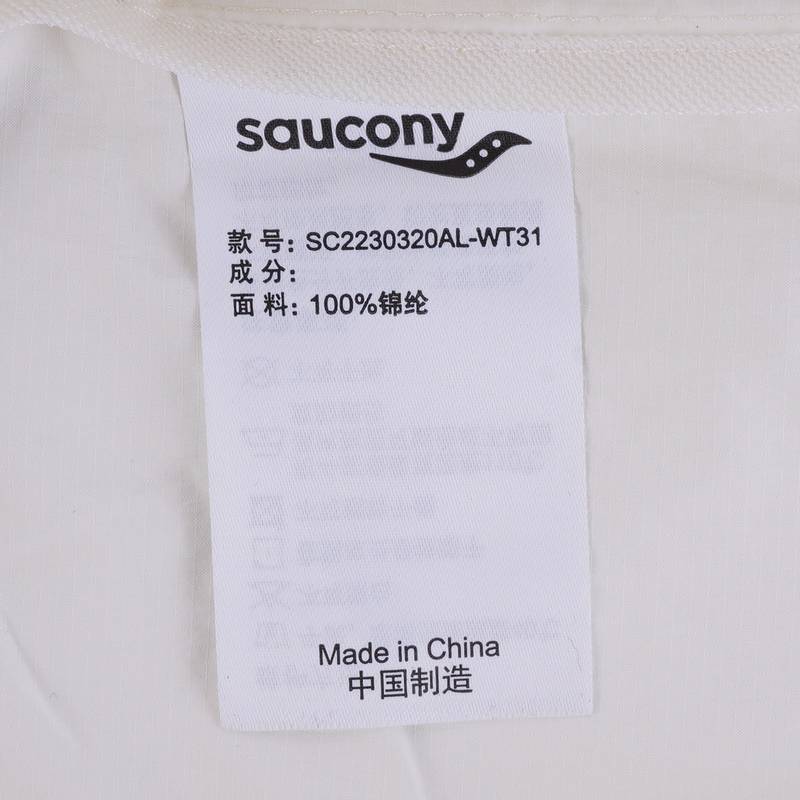 saucony
款号：SC2230320AL-WT31
成分：
面料：100%锦纶
Made in China
中国制造